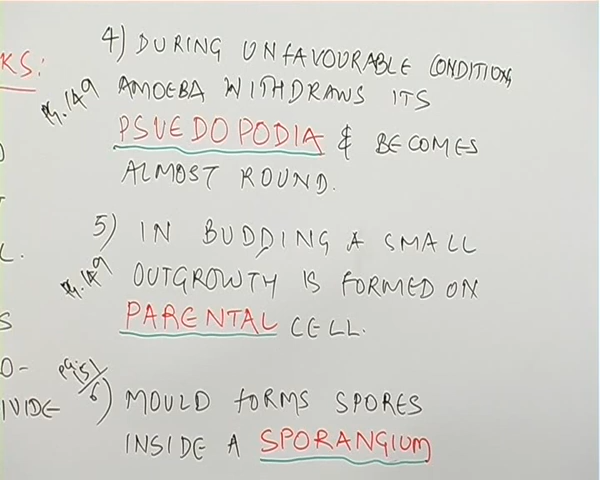 KS:
4) DURING UNFAVOURABLE CONDITIONS,
Pg.149 AMOEBA WITHDRAWS ITS
PSUEDOPODIA & BECOMES
ALMOST ROUND.
5) IN BUDDING A SMALL
Pg.149 OUTGROWTH IS FORMED ON
PARENTAL CELL.
Pg.151
6) MOULD FORMS SPORES
IVIDE
INSIDE A SPORANGIUM